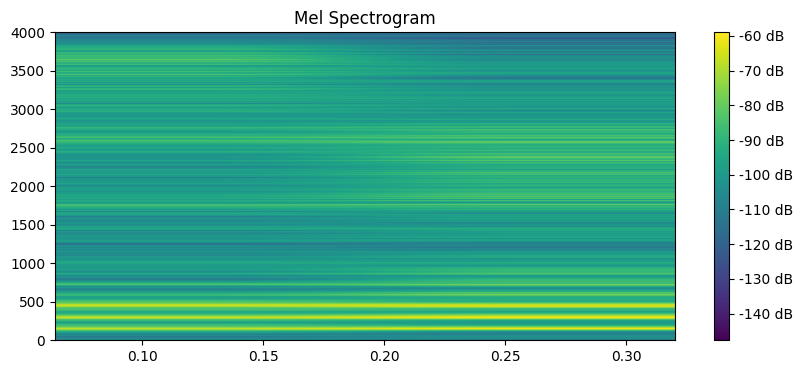 Mel Spectrogram
4000
3500
3000
2500
2000
1500
1000
500
0
0.10 0.15 0.20 0.25 0.30
-60 dB
-70 dB
-80 dB
-90 dB
-100 dB
-110 dB
-120 dB
-130 dB
-140 dB